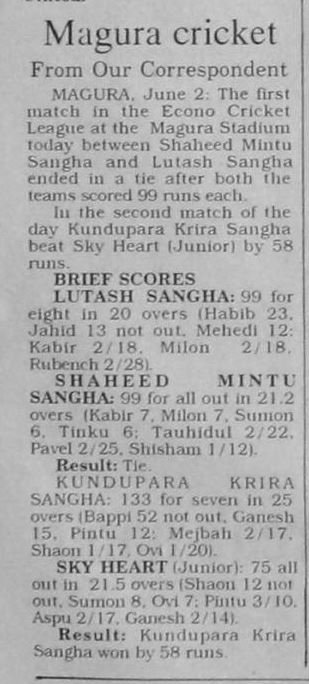 Magura cricket
From Our Correspondent
MAGURA, June 2: The first
match in the Econo Cricket
League at the Magura Stadium
today between Shaheed Mintu
Sangha and Lutash Sangha
ended in a tie after both the
teams scored 99 runs each.
In the second match of the
day Kundupara Krira Sangha
beat Sky Heart (Junior) by 58
runs.
BRIEF SCORES
LUTASH SANGHA: 99 for
eight in 20 overs (Habib 23,
Jahid 13 not out, Mehedi 12;
Kabir 2/18, Milon 2/18,
Rubench 2/28).
SHAHEED MINTU
SANGHA: 99 for all out in 21.2
overs (Kabir 7, Milon 7, Sumon
6, Tinku 6; Tauhidul 2/22,
Pavel 2/25, Shisham 1/12).
Result: Tie.
KUNDUPARA KRIRA
SANGHA: 133 for seven in 25
overs (Bappi 52 not out, Ganesh
15, Pintu 12; Mejbah 2/17,
Shaon 1/17, Ovi 1/20).
SKY HEART (Junior): 75 all
out in 21.5 overs (Shaon 12 not
out, Sumon 8, Ovi 7; Pintu 3/10,
Aspu 2/17, Ganesh 2/14).
Result: Kundupara Krira
Sangha won by 58 runs.